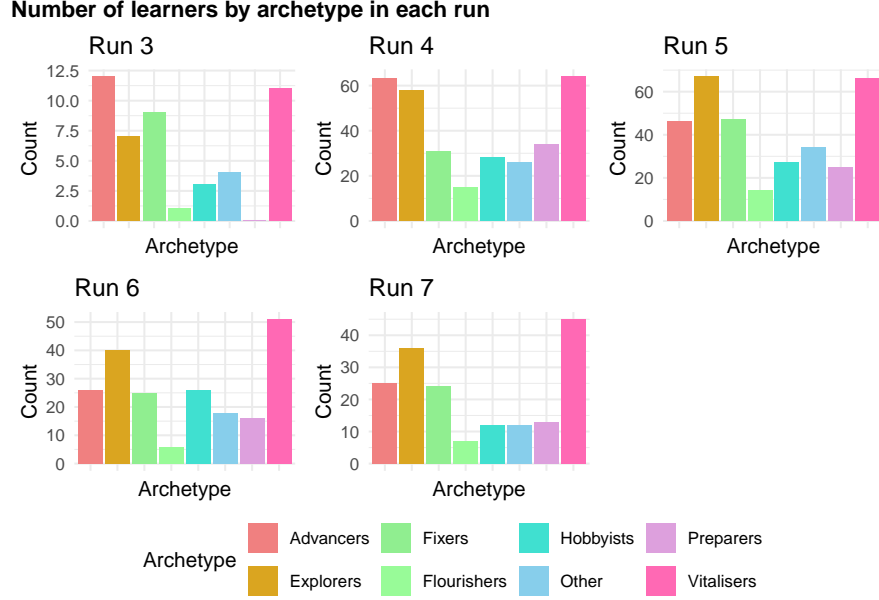 Number of learners by archetype in each run
Run 3
12.5
10.0
7.5
5.0
2.5
0.0
Count
Archetype
Run 4
60
40
20
0
Count
Archetype
Run 5
60
40
20
0
Count
Archetype
Run 6
50
40
30
20
10
0
Count
Archetype
Run 7
40
30
20
10
0
Count
Archetype
Archetype
Advancers
Fixers
Hobbyists
Preparers
Explorers
Flourishers
Other
Vitalisers